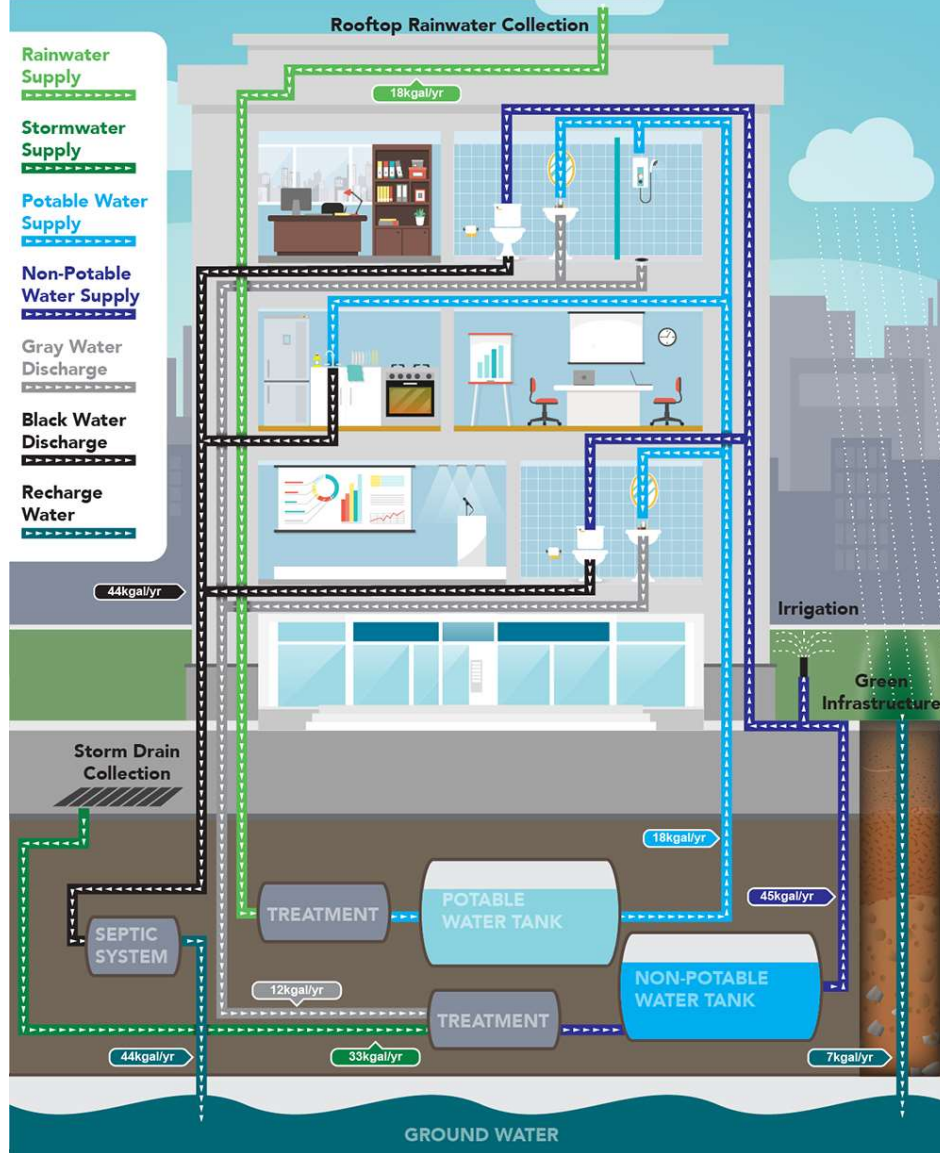 Rooftop Rainwater Collection
Rainwater
Supply
Stormwater
Supply
Potable Water
Supply
Non-Potable
Water Supply
Gray Water
Discharge
Black Water
Discharge
Recharge
Water
18kgal/yr
44kgal/yr
Irrigation
Green
Infrastructure
Storm Drain
Collection
18kgal/yr
TREATMENT
POTABLE
WATER TANK
45kgal/yr
SEPTIC
SYSTEM
NON-POTABLE
WATER TANK
12kgal/yr
TREATMENT
44kgal/yr
33kgal/yr
7kgal/yr
GROUND WATER